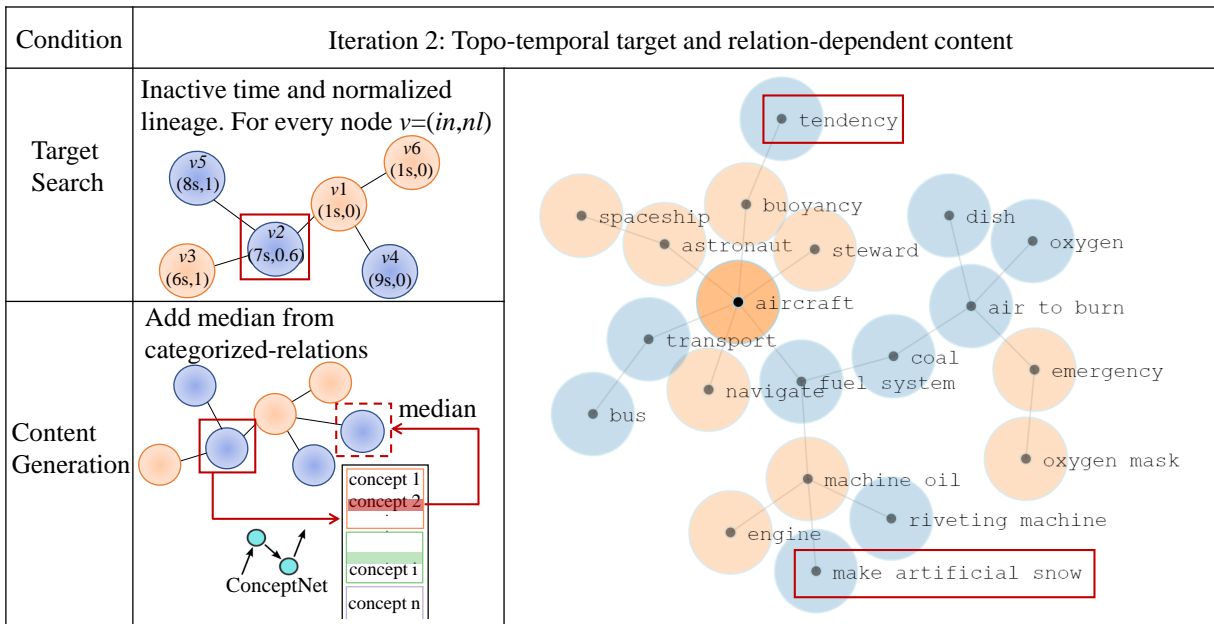 Condition
Iteration 2: Topo-temporal target and relation-dependent content
Target
Search
Inactive time and normalized
lineage. For every node v=(in,nl)
v5
(8s,1)
v6
(1s,0)
v1
(1s,0)
v2
(7s,0.6)
v3
(6s,1)
v4
(9s,0)
Content
Generation
Add median from
categorized-relations
median
concept 1
concept 2
.
.
concept i
concept n
ConceptNet
tendency
spaceship
buoyancy
astronaut
steward
dish
oxygen
aircraft
air to burn
transport
coal
navigate
fuel system
emergency
bus
oxygen mask
machine oil
riveting machine
engine
make artificial snow